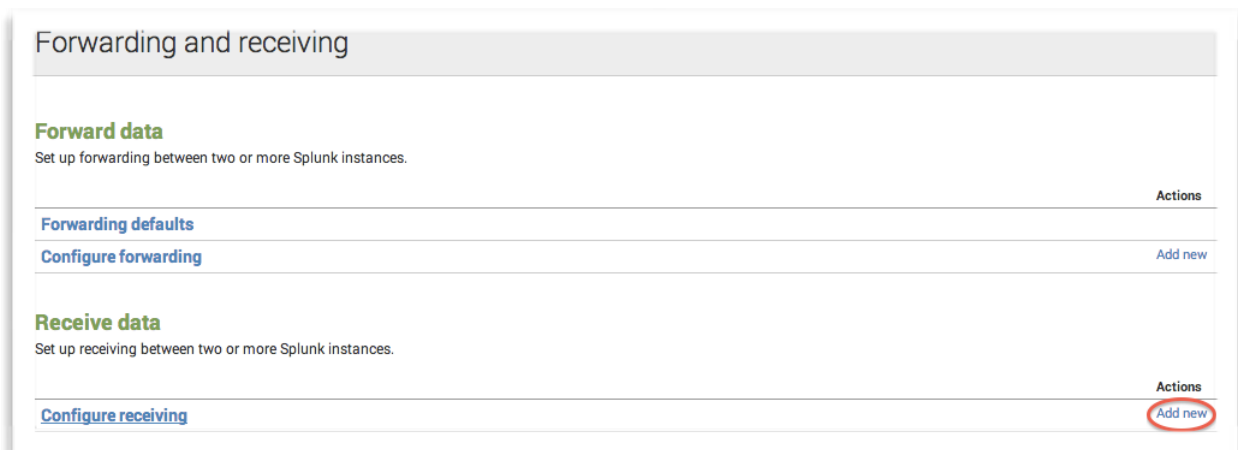 Forwarding and receiving
Forward data
Set up forwarding between two or more Splunk instances.
Actions
Forwarding defaults
Configure forwarding Add new
Receive data
Set up receiving between two or more Splunk instances.
Actions
Configure receiving Add new